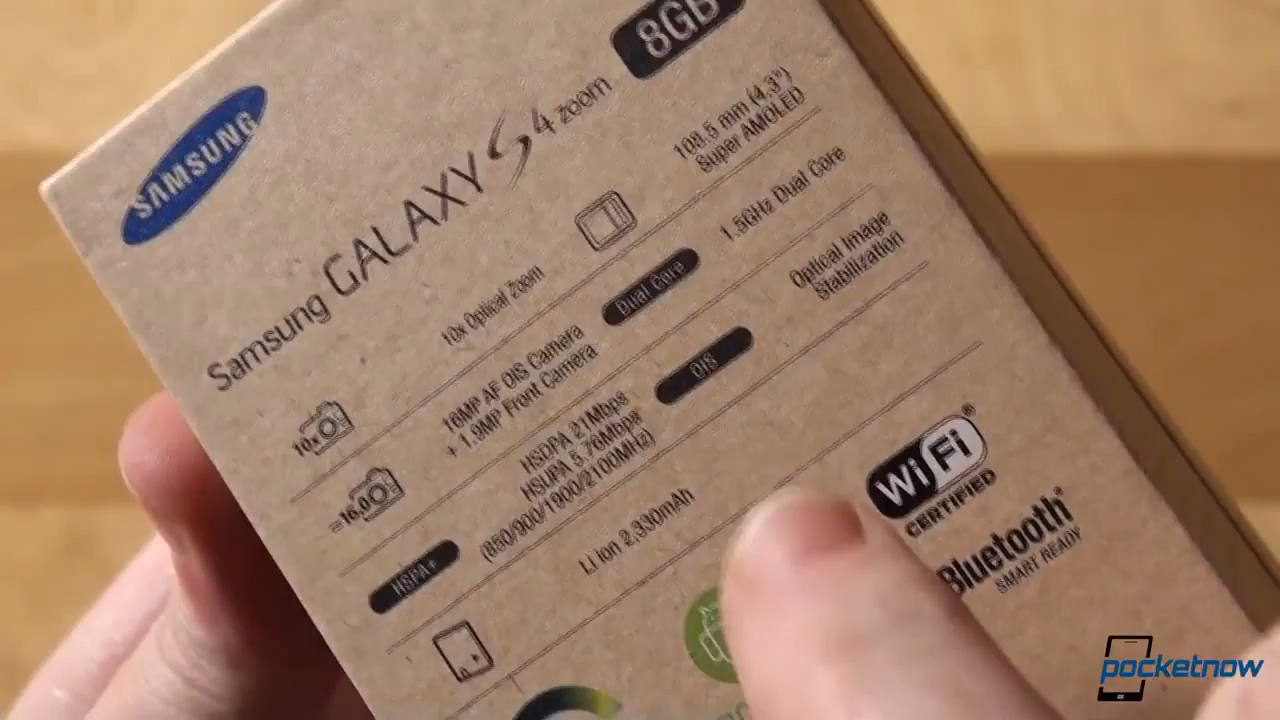 SAMSUNG
8GB
Samsung GALAXY S4 zoom
10x
10x Optical Zoom
108.5 mm (4.3")
Super AMOLED
=16.0
16MP AF OIS Camera
+ 1.9MP Front Camera
Dual Core
1.5GHz Dual Core
HSPA+
HSDPA 21Mbps
HSUPA 5.76Mbps
(850/900/1900/2100MHz)
OIS
Optical Image
Stabilization
Li ion 2,330mAh
Wi Fi®
CERTIFIED
Bluetooth®
SMART READY
pocketnow